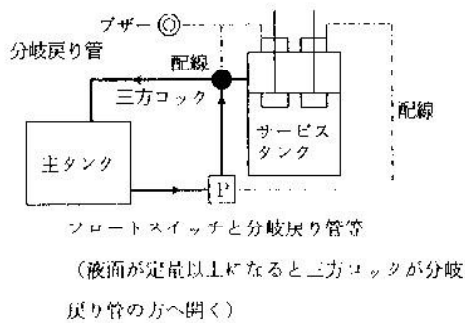 ブザー
分岐戻り管
配線
三方コック
サービス
タンク
配線
主タンク
P
フロートスイッチと分岐戻り管等
(液面が定量以上になると三方コックが分岐
戻り管の方へ開く)